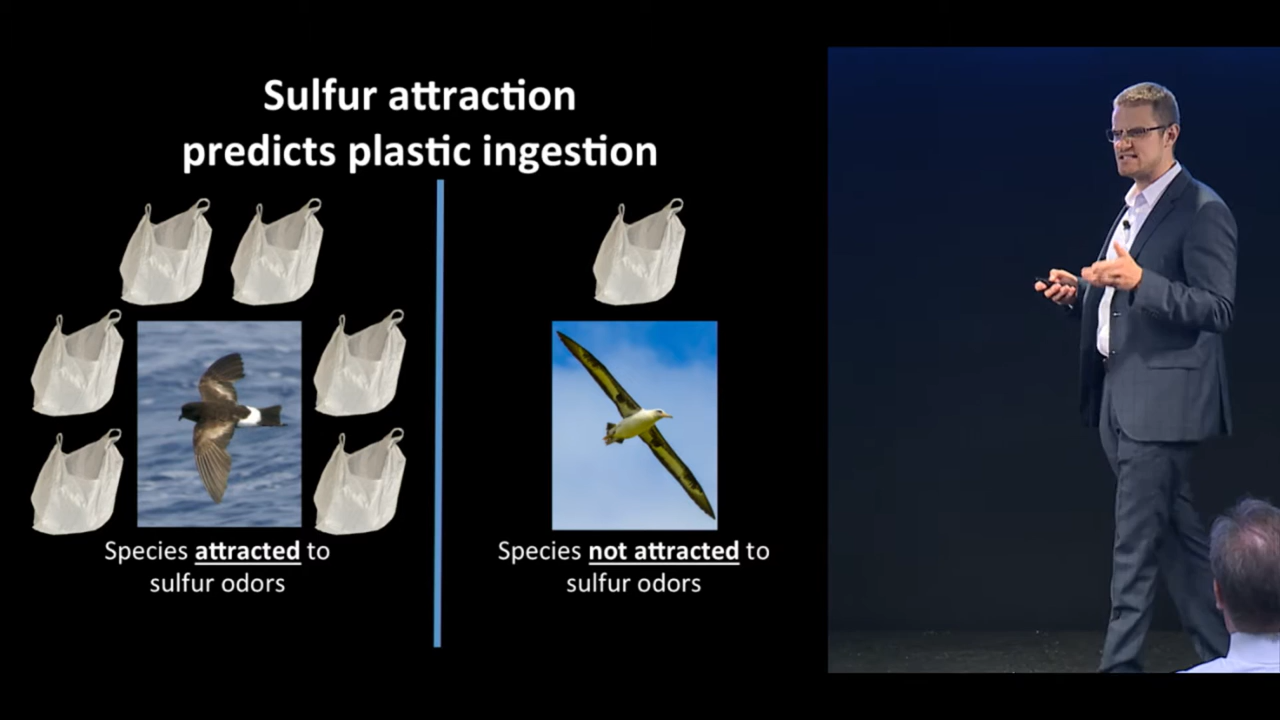 Sulfur attraction
predicts plastic ingestion
Species attracted to
sulfur odors
Species not attracted to
sulfur odors